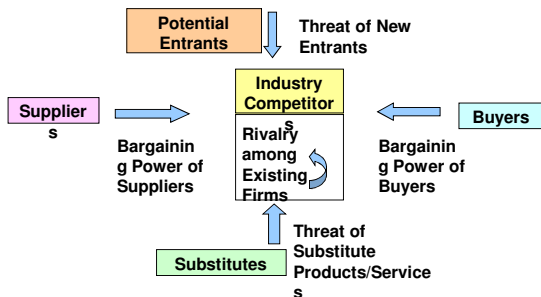 Potential
Entrants
Threat of New
Entrants
Industry
Competitor
s
Supplier
s
Buyers
Bargainin
g Power of
Suppliers
Rivalry
among
Existing
Firms
Bargainin
g Power of
Buyers
Threat of
Substitute
Products/Service
s
Substitutes